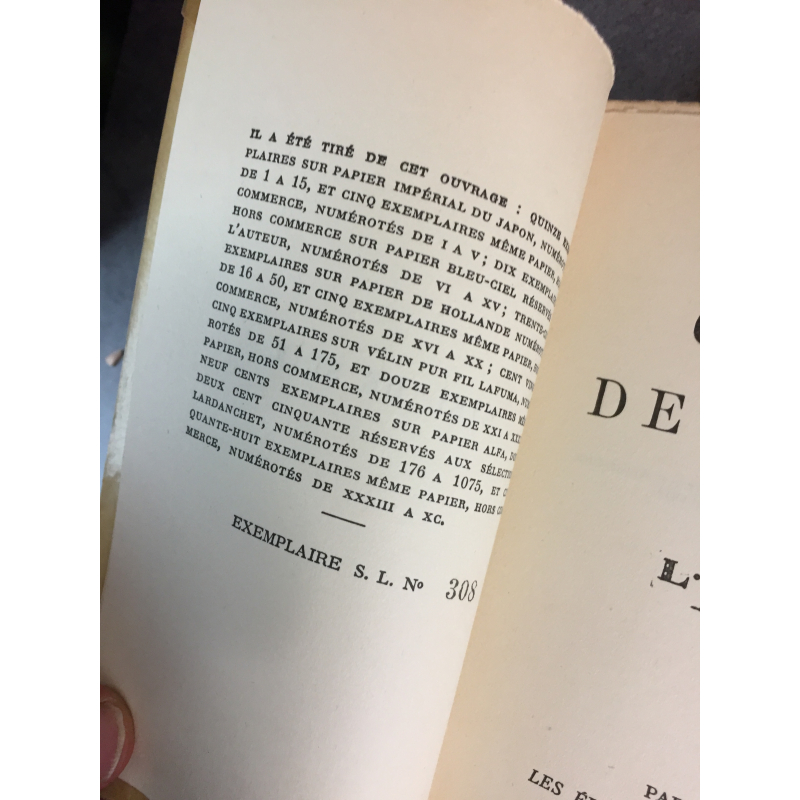 IL A ÉTÉ TIRÉ DE CET OUVRAGE : QUINZE
PLAIRES SUR PAPIER IMPÉRIAL DU JAPON,
DE 1 A 15, ET CINQ EXEMPLAIRES MÊME PAPIER,
COMMERCE, NUMÉROTÉS DE I A V ; DIX
HORS COMMERCE SUR PAPIER BLEU-CIEL
L'AUTEUR, NUMÉROTÉS DE VI A XV ;
EXEMPLAIRES SUR PAPIER DE HOLLANDE
DE 16 A 50, ET CINQ EXEMPLAIRES MÊME PAPIER,
COMMERCE, NUMÉROTÉS DE XVI A XX ; CENT
CINQ EXEMPLAIRES SUR VÉLIN PUR FIL LAFUMA,
ROTÉS DE 51 A 175, ET DOUZE EXEMPLAIRES
PAPIER, HORS COMMERCE, NUMÉROTÉS DE XXI A
NEUF CENTS EXEMPLAIRES SUR PAPIER ALFA,
DEUX CENT CINQUANTE RÉSERVÉS AUX
LARDANCHET, NUMÉROTÉS DE 176 A 1075, ET
QUANTE-HUIT EXEMPLAIRES MÊME PAPIER, HORS
MERCE, NUMÉROTÉS DE XXXIII A XC.
EXEMPLAIRE S. L. Nº 308
DE